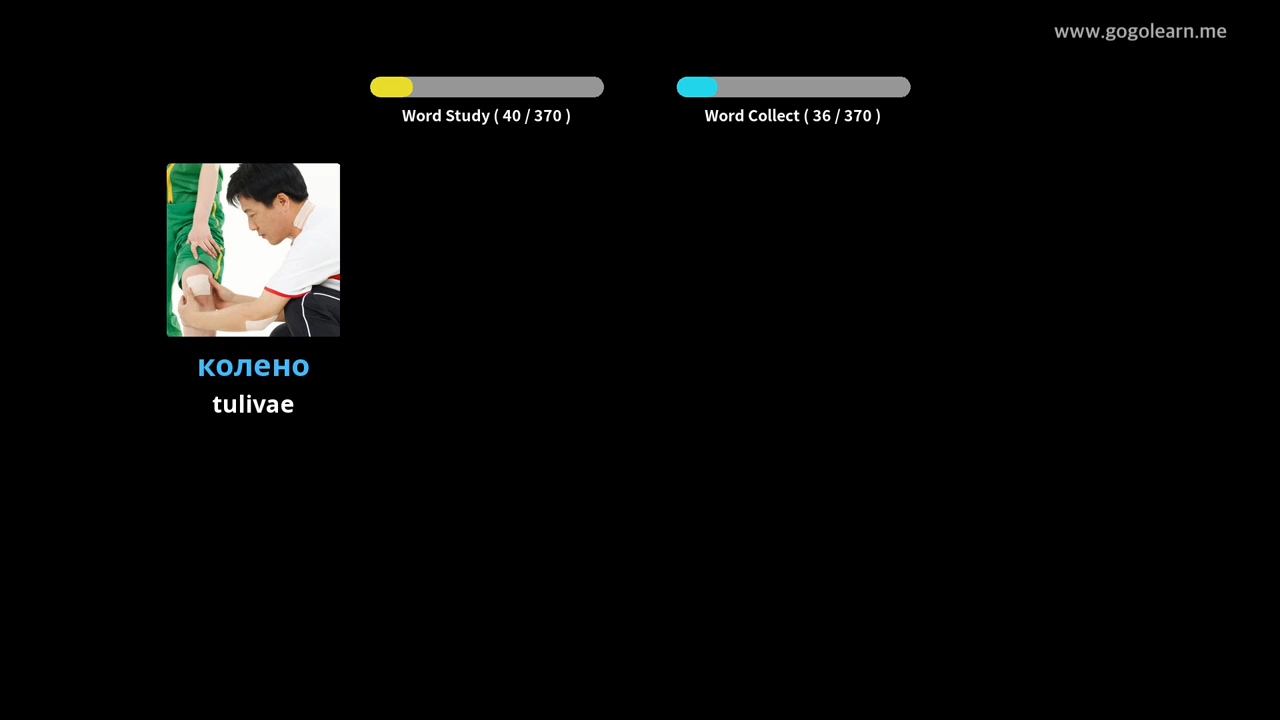 www.gogolearn.me
Word Study ( 40 / 370 )
Word Collect ( 36 / 370 )
колено
tulivae